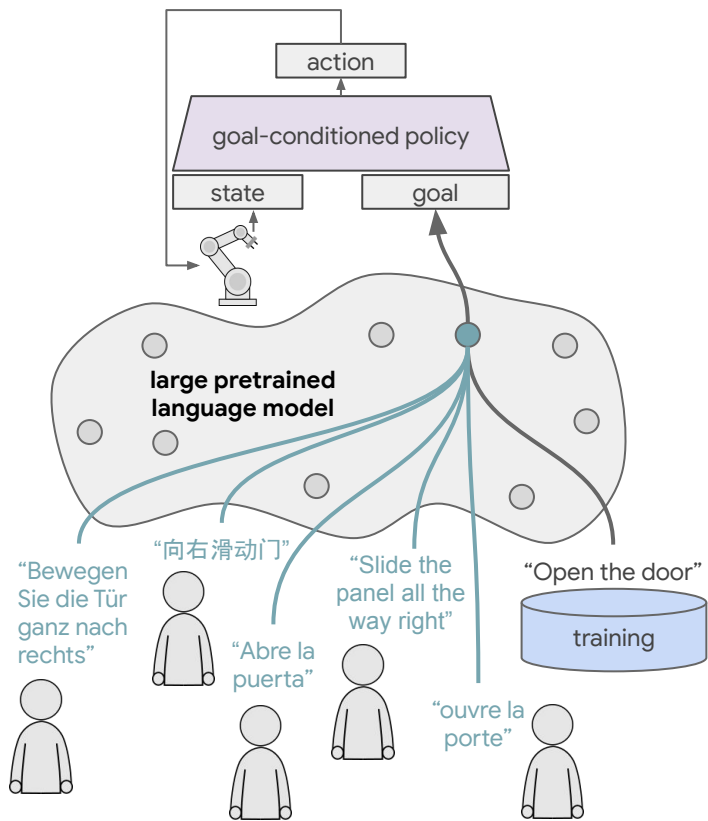 action
goal-conditioned policy
state
goal
large pretrained
language model
“Bewegen
Sie die Tür
ganz nach
rechts”
“向右滑动门”
“Abre la
puerta”
“Slide the
panel all the
way right”
“ouvre la
porte”
“Open the door”
training